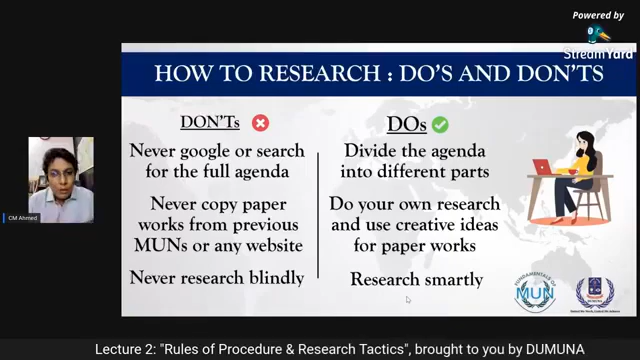 Powered by
StreamYard
HOW TO RESEARCH : DO'S AND DON'TS
DON'Ts
Never google or search
for the full agenda
Never copy paper
works from previous
MUNs or any website
Never research blindly
DOs
Divide the agenda
into different parts
Do your own research
and use creative ideas
for paper works
Research smartly
CM Ahmed
FUNDAMENTALS OF
MUN
DUMUNA
Lecture 2: "Rules of Procedure & Research Tactics", brought to you by DUMUNA